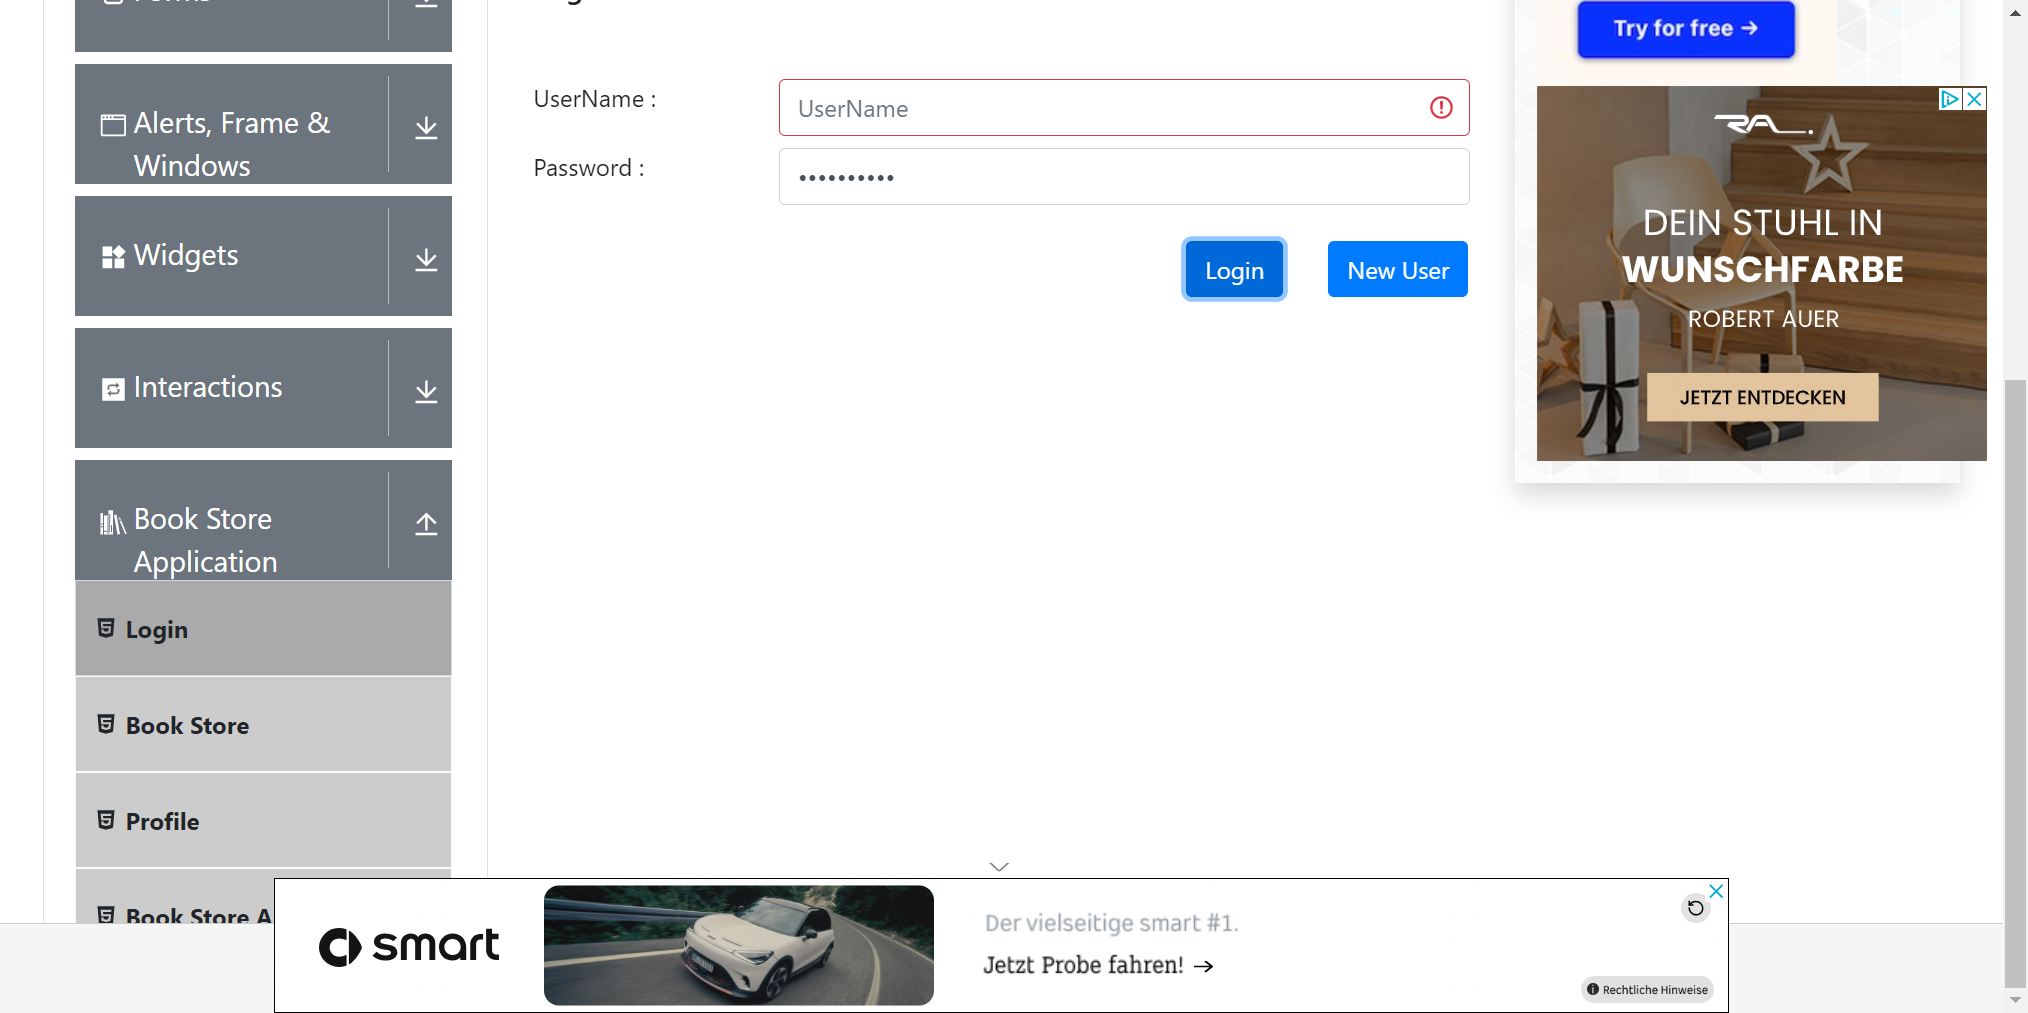 Alerts, Frame &
Windows
Widgets
Interactions
Book Store
Application
Login
Book Store
Profile
Book Store A
UserName :
UserName
Password :
Login
New User
Try for free →
RA.
DEIN STUHL IN
WUNSCHFARBE
ROBERT AUER
JETZT ENTDECKEN
smart
Der vielseitige smart #1.
Jetzt Probe fahren! →
Rechtliche Hinweise